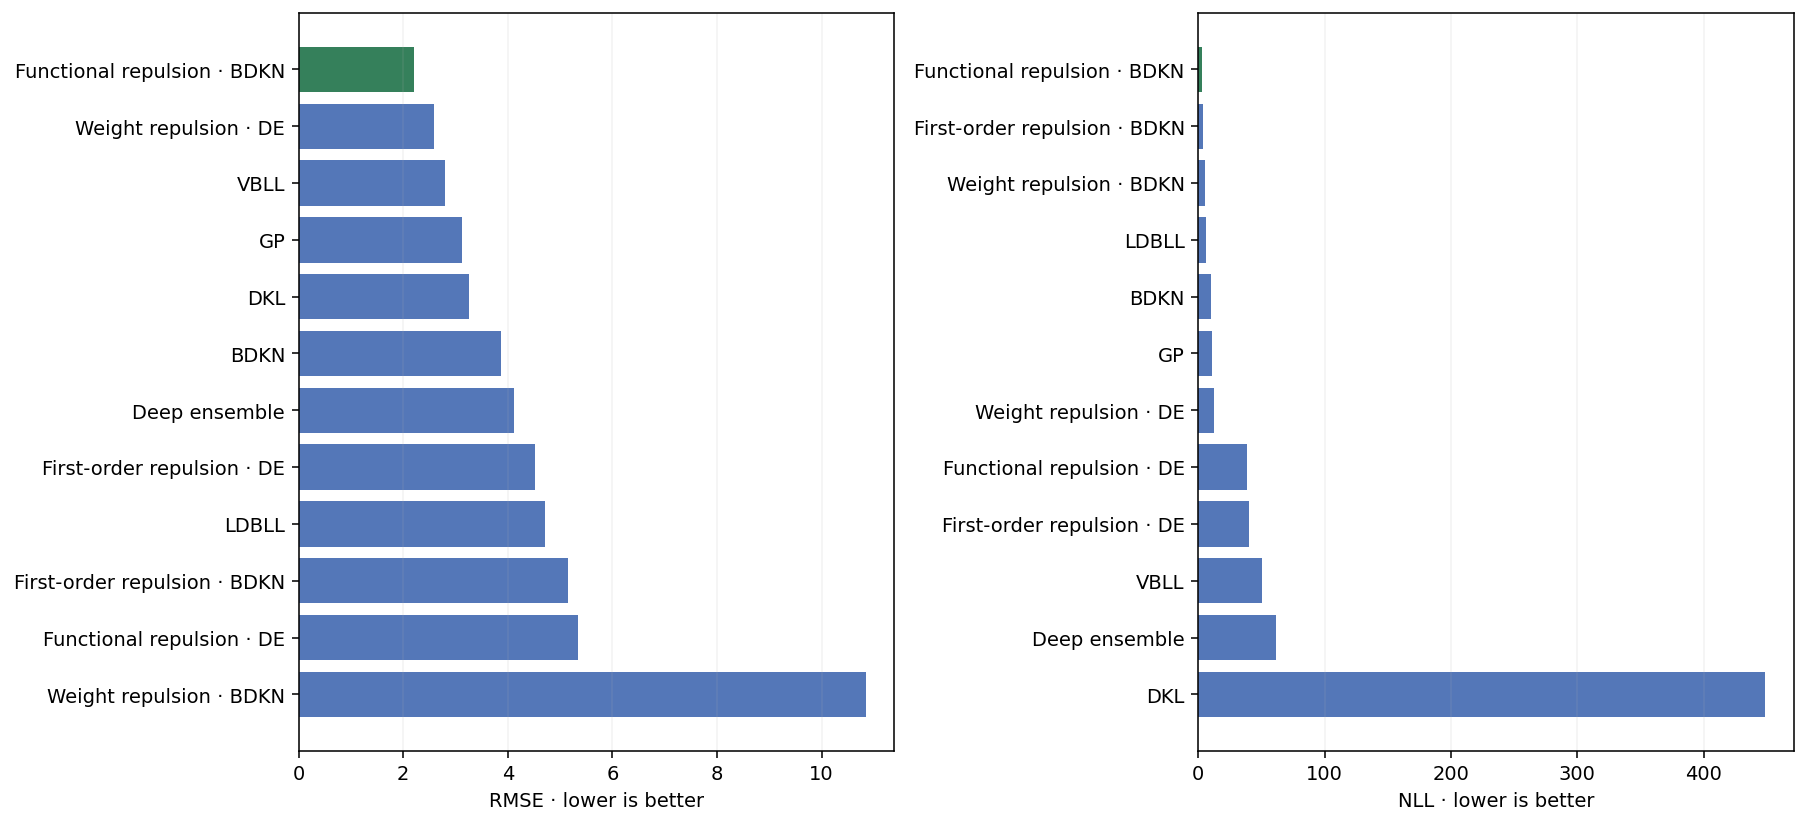 Functional repulsion · BDKN
Weight repulsion · DE
VBLL
GP
DKL
BDKN
Deep ensemble
First-order repulsion · DE
LDBLL
First-order repulsion · BDKN
Functional repulsion · DE
Weight repulsion · BDKN
0 2 4 6 8 10
RMSE · lower is better
Functional repulsion · BDKN
First-order repulsion · BDKN
Weight repulsion · BDKN
LDBLL
BDKN
GP
Weight repulsion · DE
Functional repulsion · DE
First-order repulsion · DE
VBLL
Deep ensemble
DKL
0 100 200 300 400
NLL · lower is better